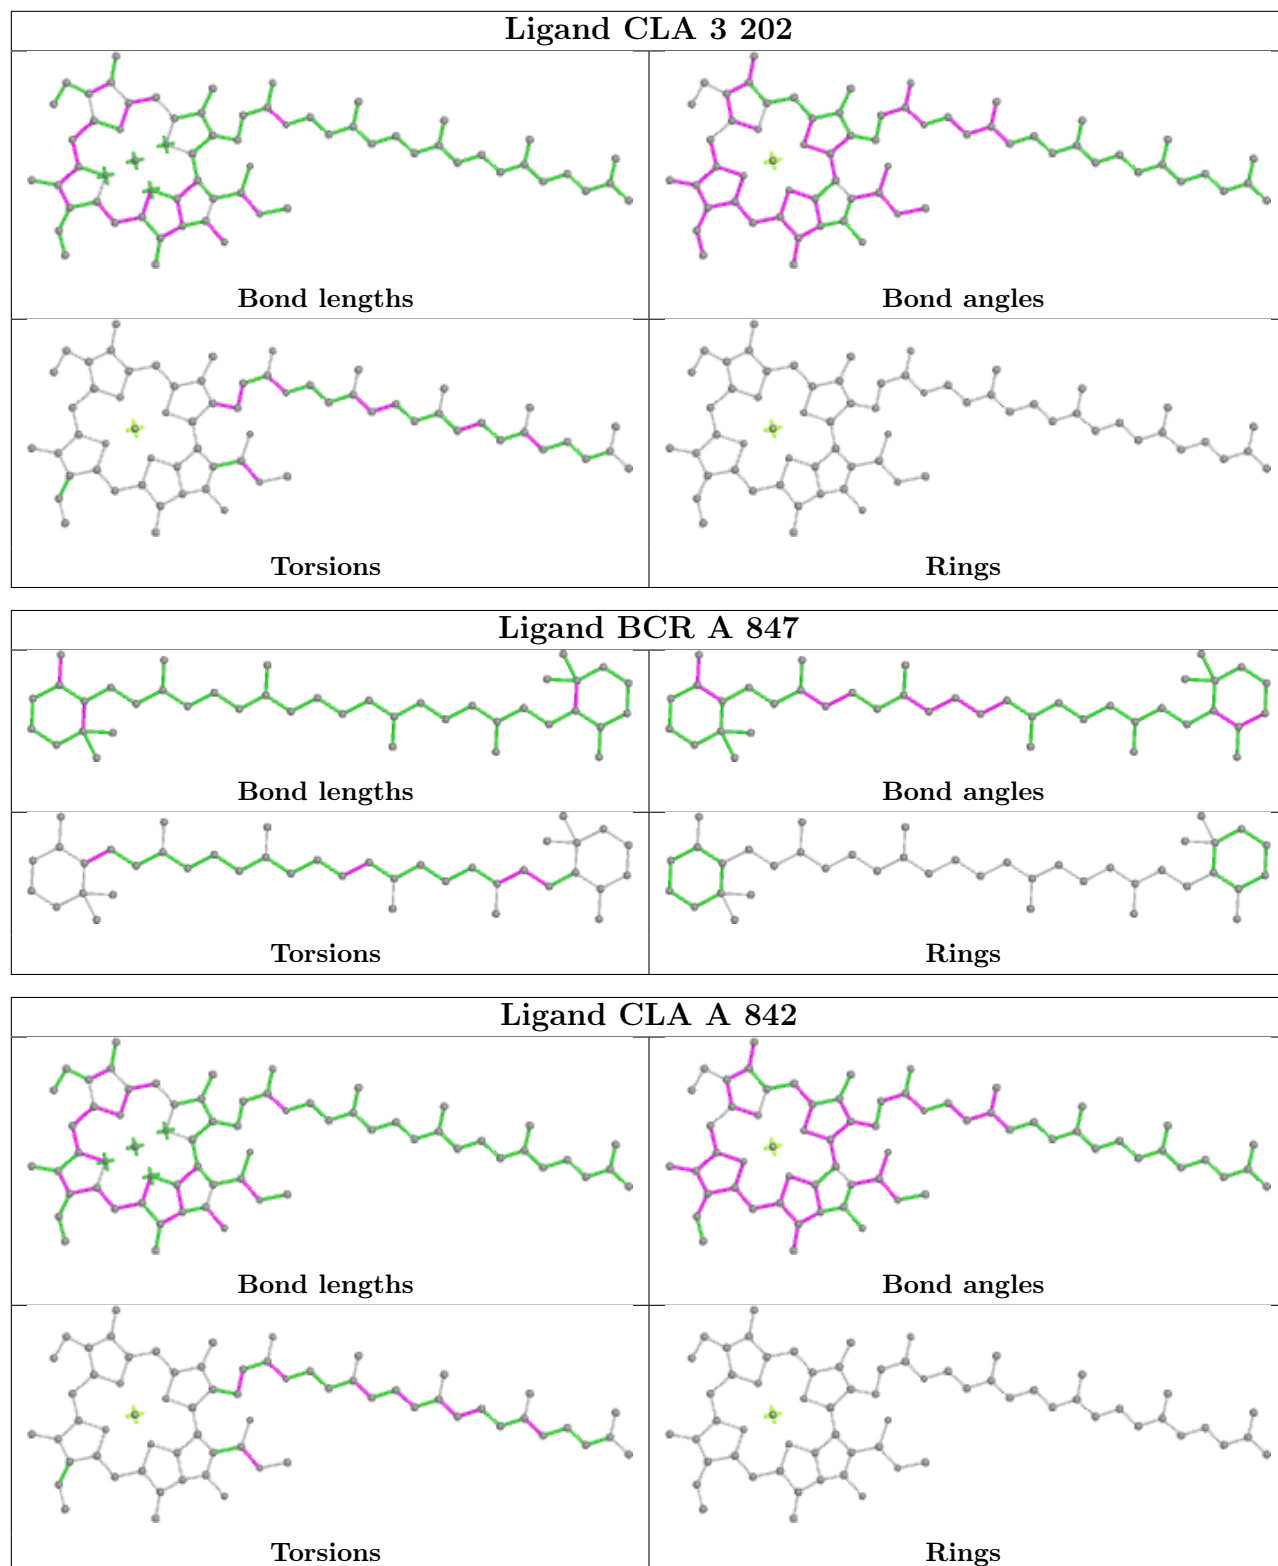 Ligand CLA 3 202
Bond lengths
Bond angles
Torsions
Rings
Ligand BCR A 847
Bond lengths
Bond angles
Torsions
Rings
Ligand CLA A 842
Bond lengths
Bond angles
Torsions
Rings